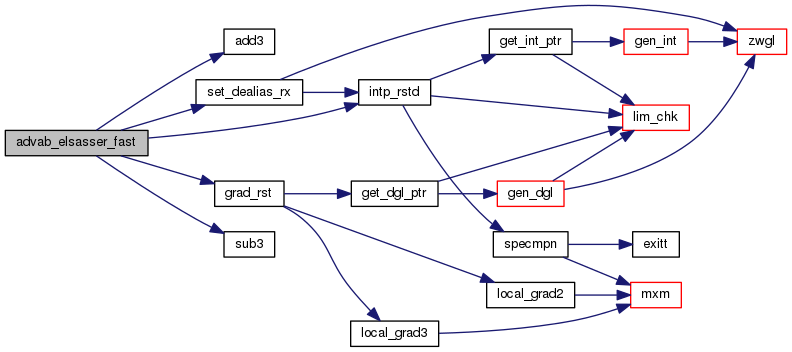 add3
get_int_ptr
gen_int
zwgl
set_dealias_rx
intp_rstd
lim_chk
advab_elsasser_fast
grad_rst
get_dgl_ptr
gen_dgl
sub3
specmpn
exitt
local_grad2
mxm
local_grad3